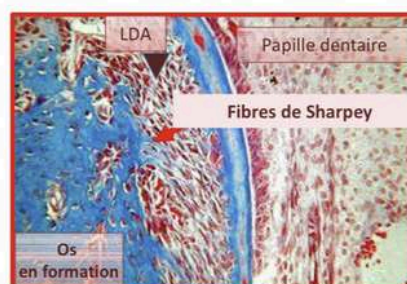 LDA
Papille dentaire
Fibres de Sharpey
Os
en formation